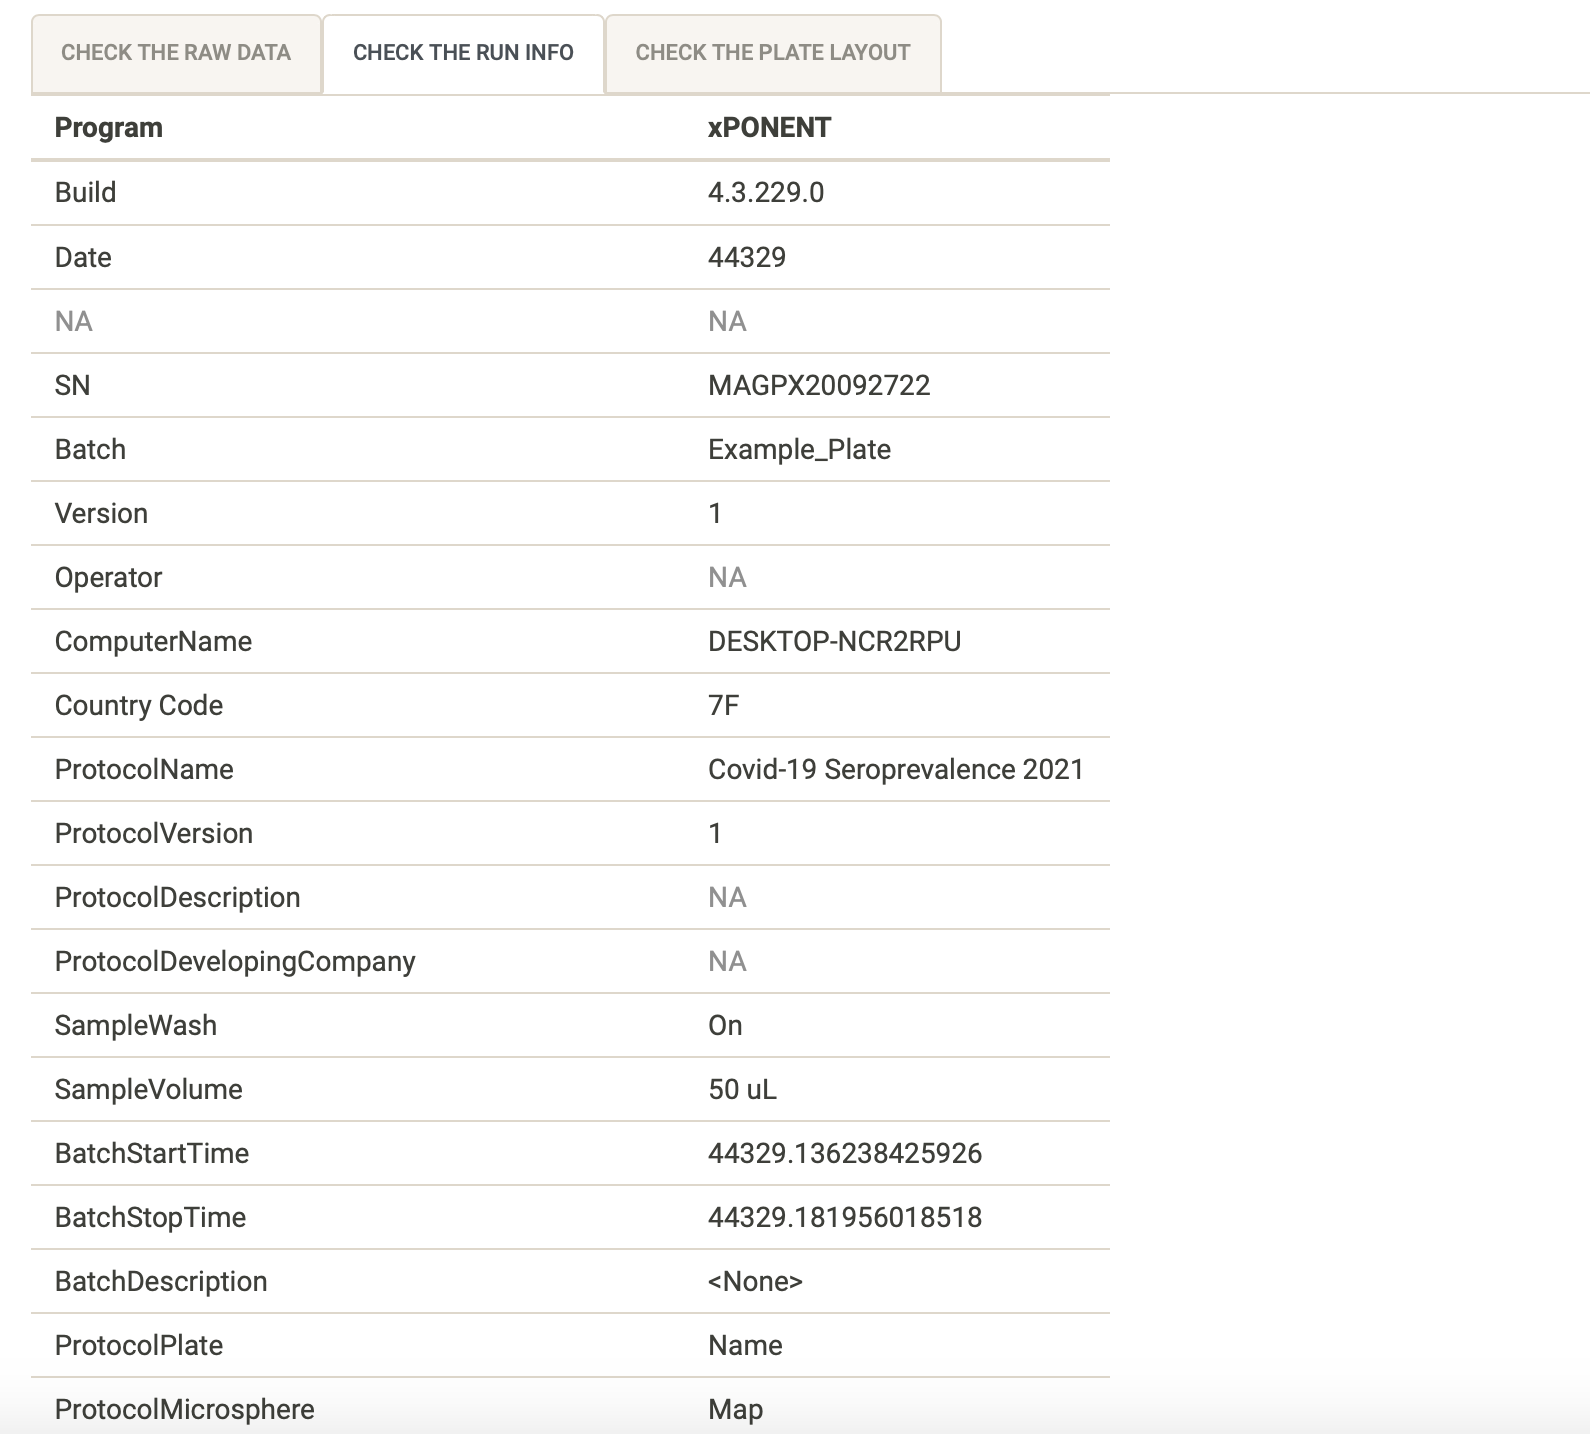 CHECK THE RAW DATA CHECK THE RUN INFO CHECK THE PLATE LAYOUT
Program xPONENT
Build 4.3.229.0
Date 44329
NA NA
SN MAGPX20092722
Batch Example_Plate
Version 1
Operator NA
ComputerName DESKTOP-NCR2RPU
Country Code 7F
ProtocolName Covid-19 Seroprevalence 2021
ProtocolVersion 1
ProtocolDescription NA
ProtocolDevelopingCompany NA
SampleWash On
SampleVolume 50 uL
BatchStartTime 44329.136238425926
BatchStopTime 44329.181956018518
BatchDescription <None>
ProtocolPlate Name
ProtocolMicrosphere Map